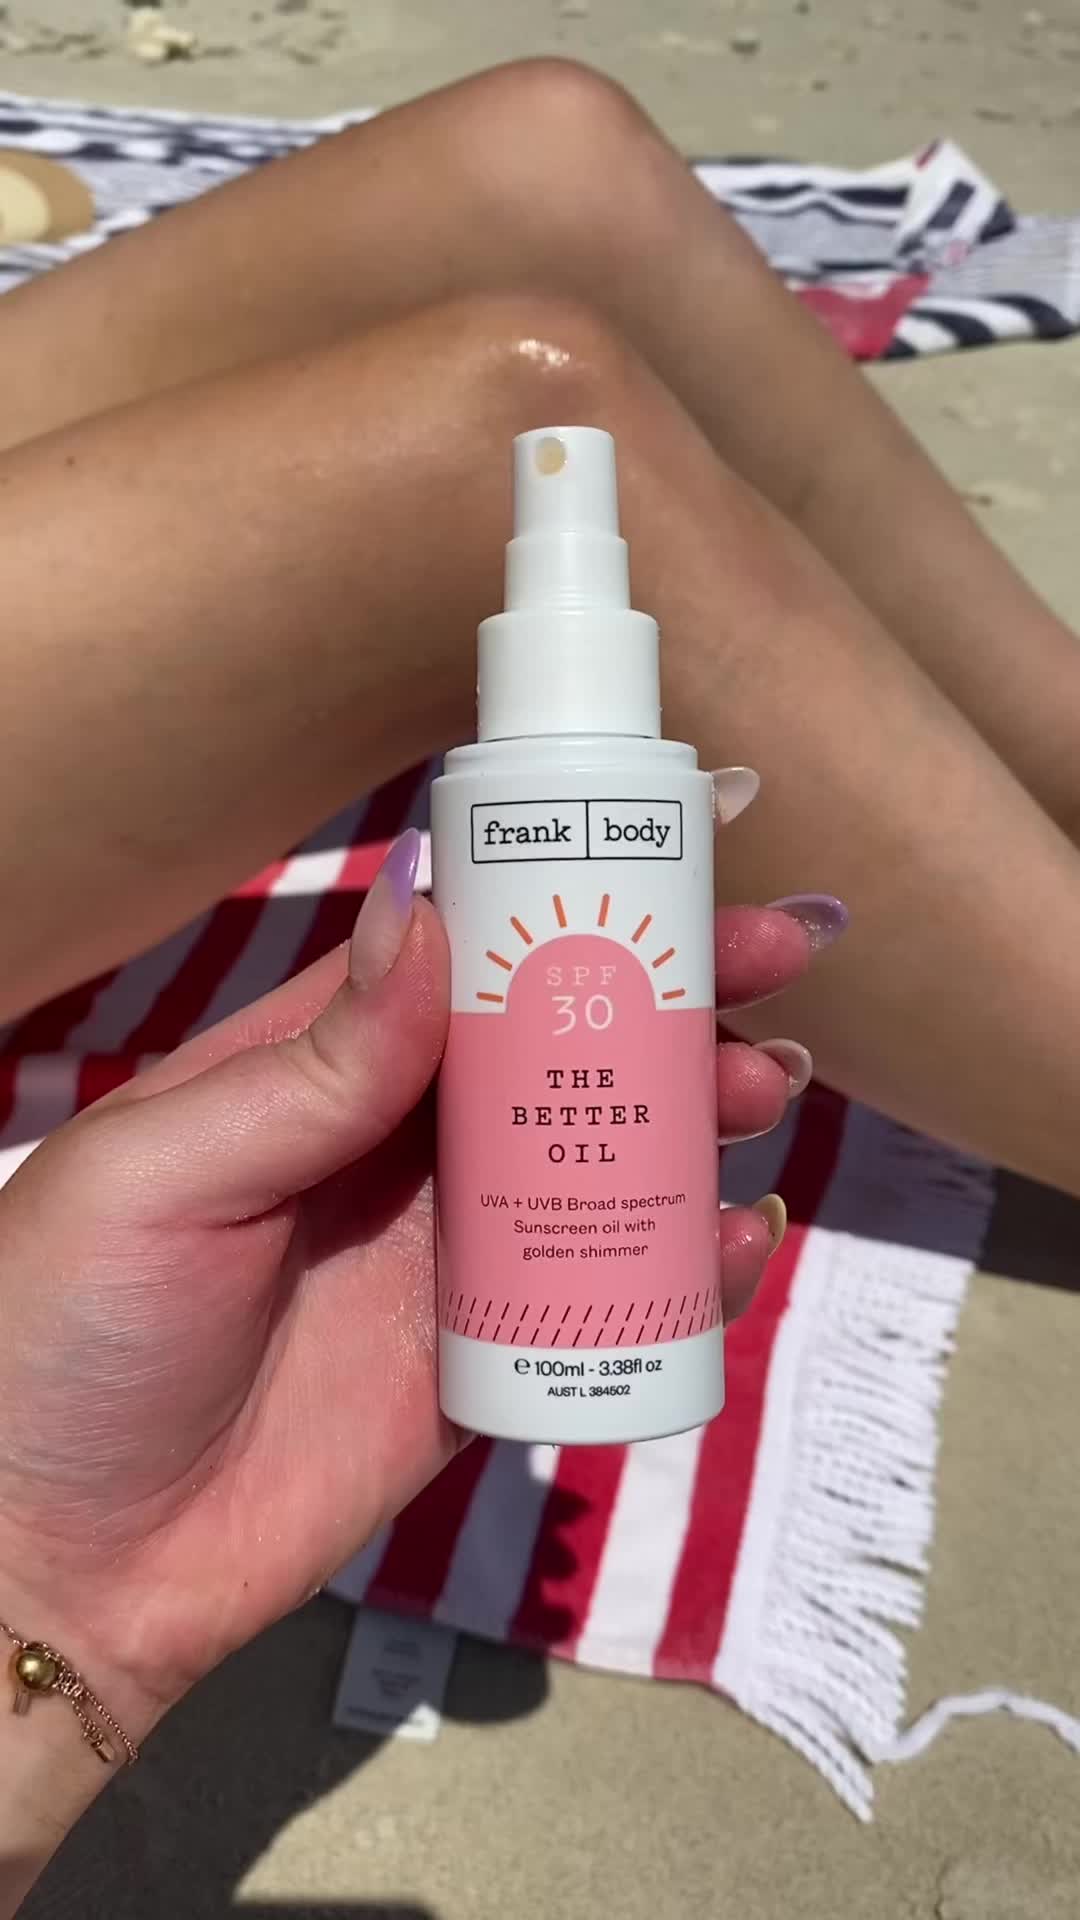 frank body
SPF
30
THE
BETTER
OIL
UVA + UVB Broad spectrum
Sunscreen oil with
golden shimmer
℮ 100ml - 3.38fl oz
AUST L 384502